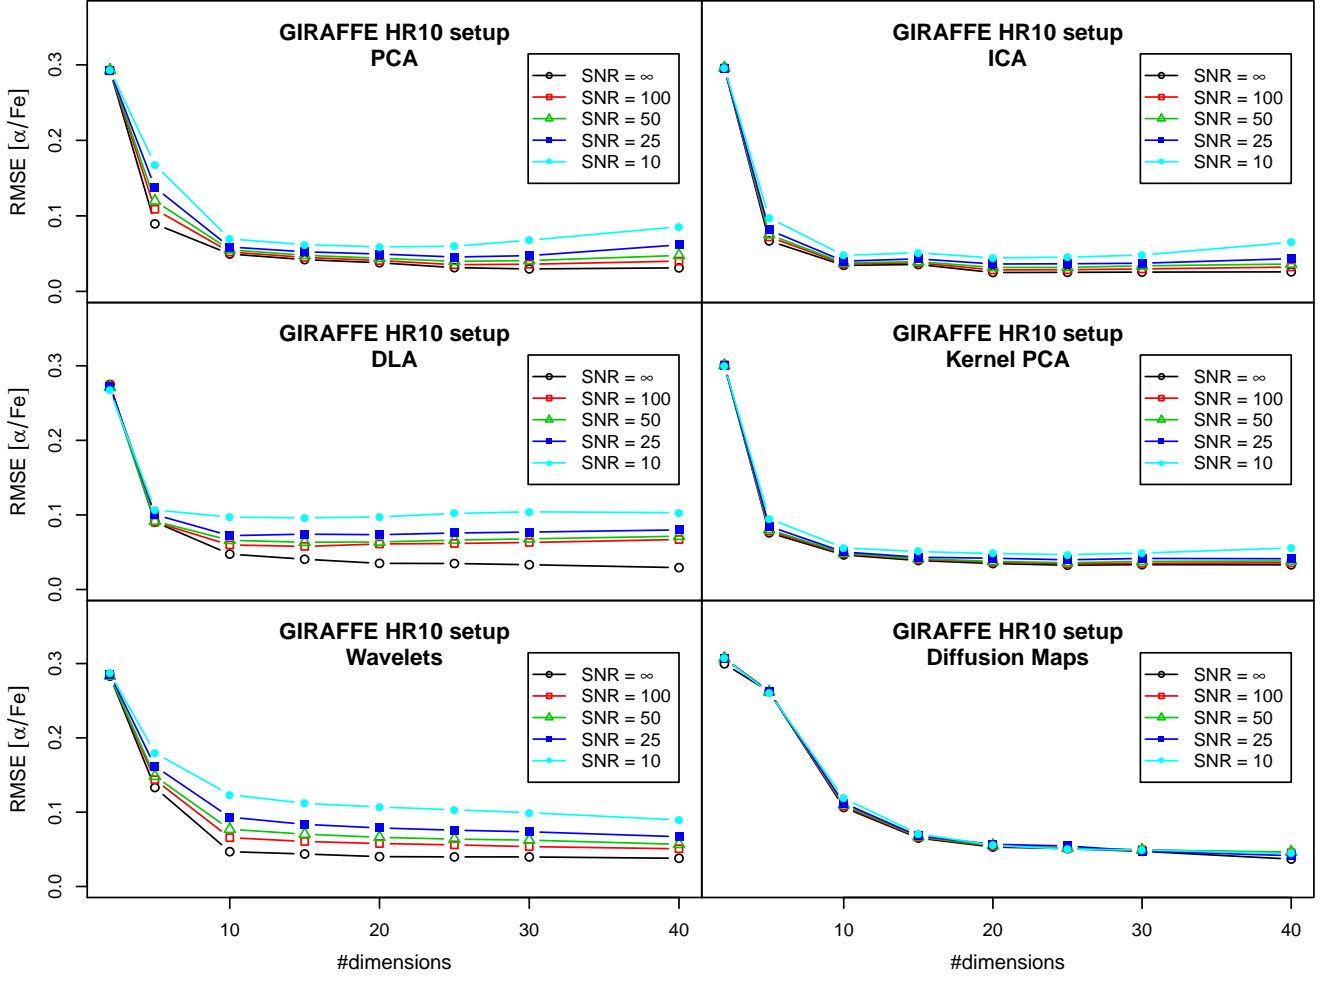 GIRAFFE HR10 setup
PCA
SNR = ∞
SNR = 100
SNR = 50
SNR = 25
SNR = 10
RMSE [α/Fe]
0.3
0.2
0.1
0.0
GIRAFFE HR10 setup
ICA
SNR = ∞
SNR = 100
SNR = 50
SNR = 25
SNR = 10
GIRAFFE HR10 setup
DLA
SNR = ∞
SNR = 100
SNR = 50
SNR = 25
SNR = 10
RMSE [α/Fe]
0.3
0.2
0.1
0.0
GIRAFFE HR10 setup
Kernel PCA
SNR = ∞
SNR = 100
SNR = 50
SNR = 25
SNR = 10
GIRAFFE HR10 setup
Wavelets
SNR = ∞
SNR = 100
SNR = 50
SNR = 25
SNR = 10
RMSE [α/Fe]
0.3
0.2
0.1
0.0
10 20 30 40
#dimensions
GIRAFFE HR10 setup
Diffusion Maps
SNR = ∞
SNR = 100
SNR = 50
SNR = 25
SNR = 10
10 20 30 40
#dimensions